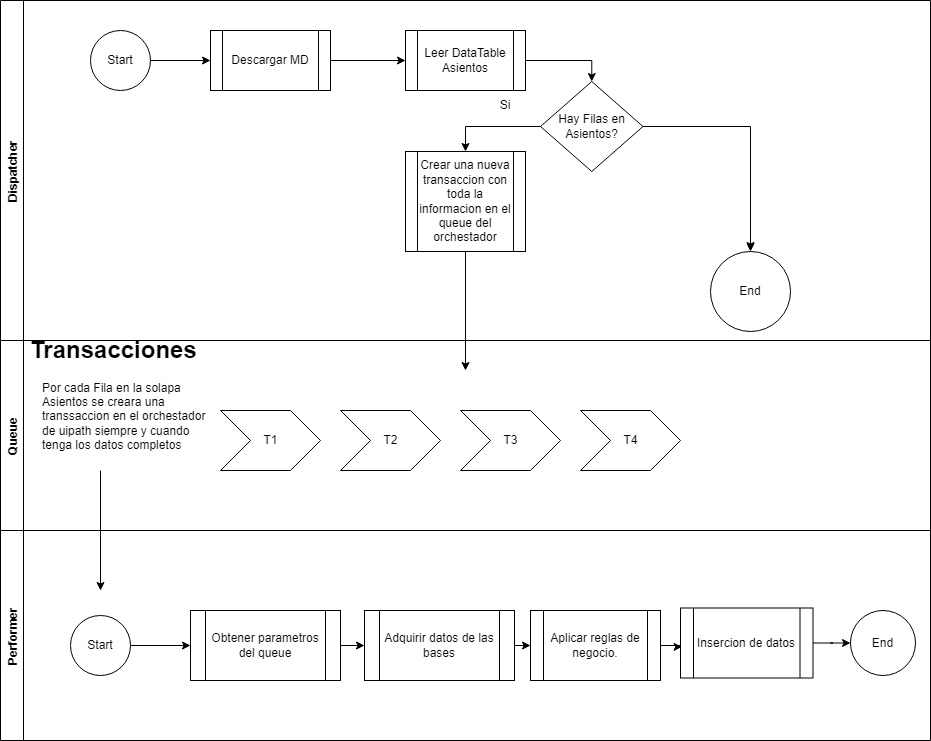 Dispatcher
Start
Descargar MD
Leer DataTable
Asientos
Si
Hay Filas en
Asientos?
Crear una nueva
transaccion con
toda la
informacion en el
queue del
orchestador
End
Queue
Transacciones
Por cada Fila en la solapa
Asientos se creara una
transsaccion en el orchestador
de uipath siempre y cuando
tenga los datos completos
T1
T2
T3
T4
Performer
Start
Obtener parametros
del queue
Adquirir datos de las
bases
Aplicar reglas de
negocio.
Insercion de datos
End